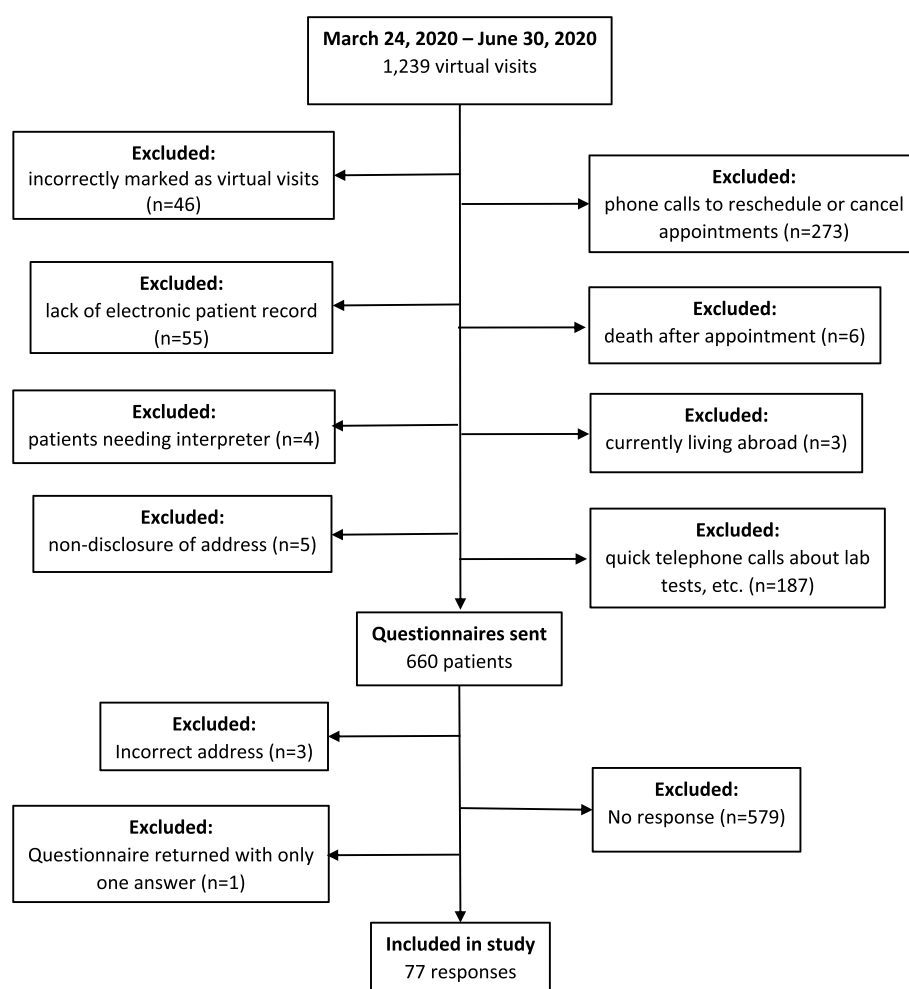 March 24, 2020 – June 30, 2020
1,239 virtual visits
Excluded:
incorrectly marked as virtual visits
(n=46)
Excluded:
phone calls to reschedule or cancel
appointments (n=273)
Excluded:
lack of electronic patient record
(n=55)
Excluded:
death after appointment (n=6)
Excluded:
patients needing interpreter (n=4)
Excluded:
currently living abroad (n=3)
Excluded:
non-disclosure of address (n=5)
Excluded:
quick telephone calls about lab
tests, etc. (n=187)
Questionnaires sent
660 patients
Excluded:
Incorrect address (n=3)
Excluded:
No response (n=579)
Excluded:
Questionnaire returned with only
one answer (n=1)
Included in study
77 responses